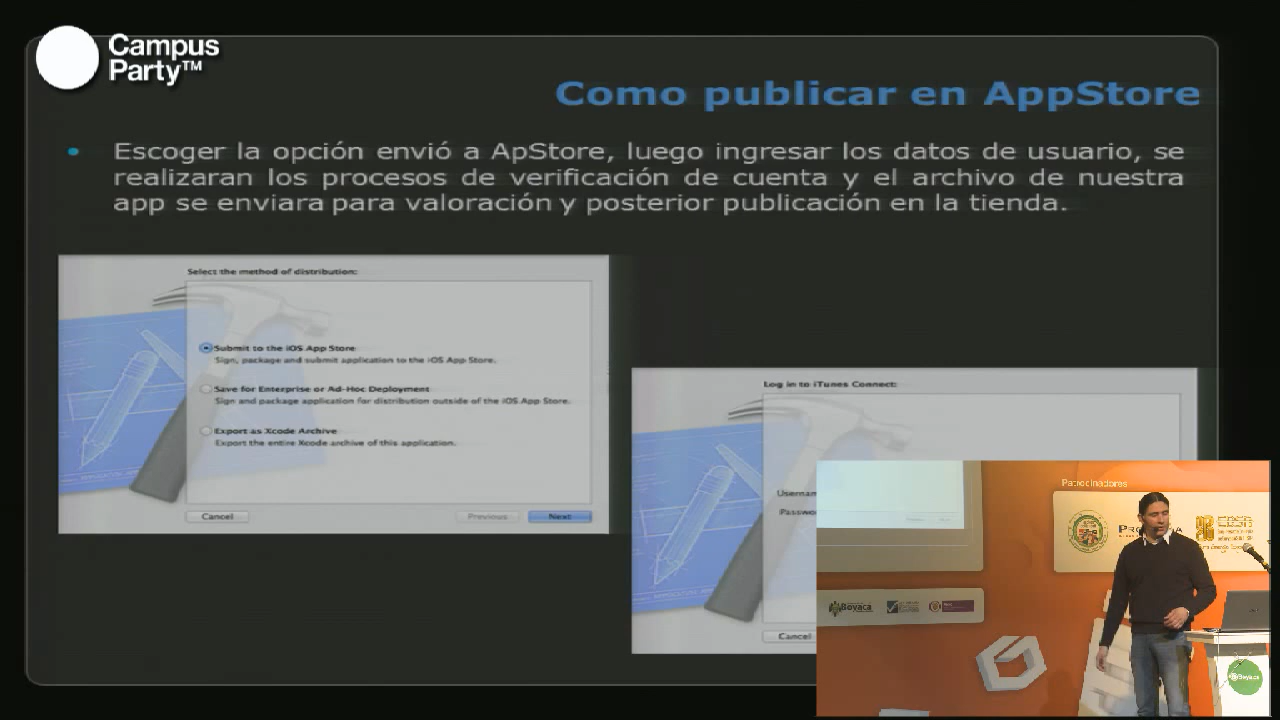 Campus
Party™
Como publicar en AppStore
• Escoger la opción envió a ApStore, luego ingresar los datos de usuario, se
realizaran los procesos de verificación de cuenta y el archivo de nuestra
app se enviara para valoración y posterior publicación en la tienda.
Select the method of distribution:
Submit to the iOS App Store
Sign, package and submit application to the iOS App Store.
Save for Enterprise or Ad-Hoc Deployment
Sign and package application for distribution outside of the iOS App Store.
Export as Xcode Archive
Export the entire Xcode archive of this application.
Cancel Previous Next
Log in to iTunes Connect:
Usernam
Passwo
Cancel
Patrocinadores
Boyacá